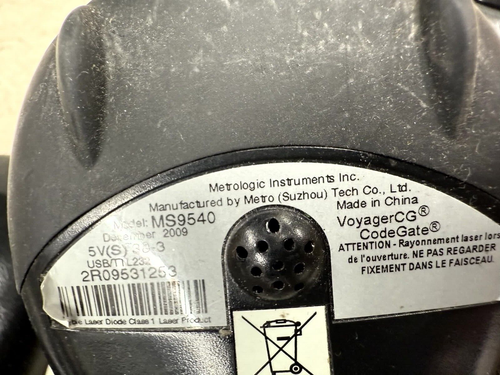 Metrologic Instruments Inc.
Manufactured by Metro (Suzhou) Tech Co., Ltd.
Model: MS9540
Made in China
December 2009
VoyagerCG®
CodeGate®
5V(S)
USB/TTL232
2R09531253
ATTENTION - Rayonnement laser lors
de l'ouverture. NE PAS REGARDER
FIXEMENT DANS LE FAISCEAU.
Laser Diode Class 1 Laser Product